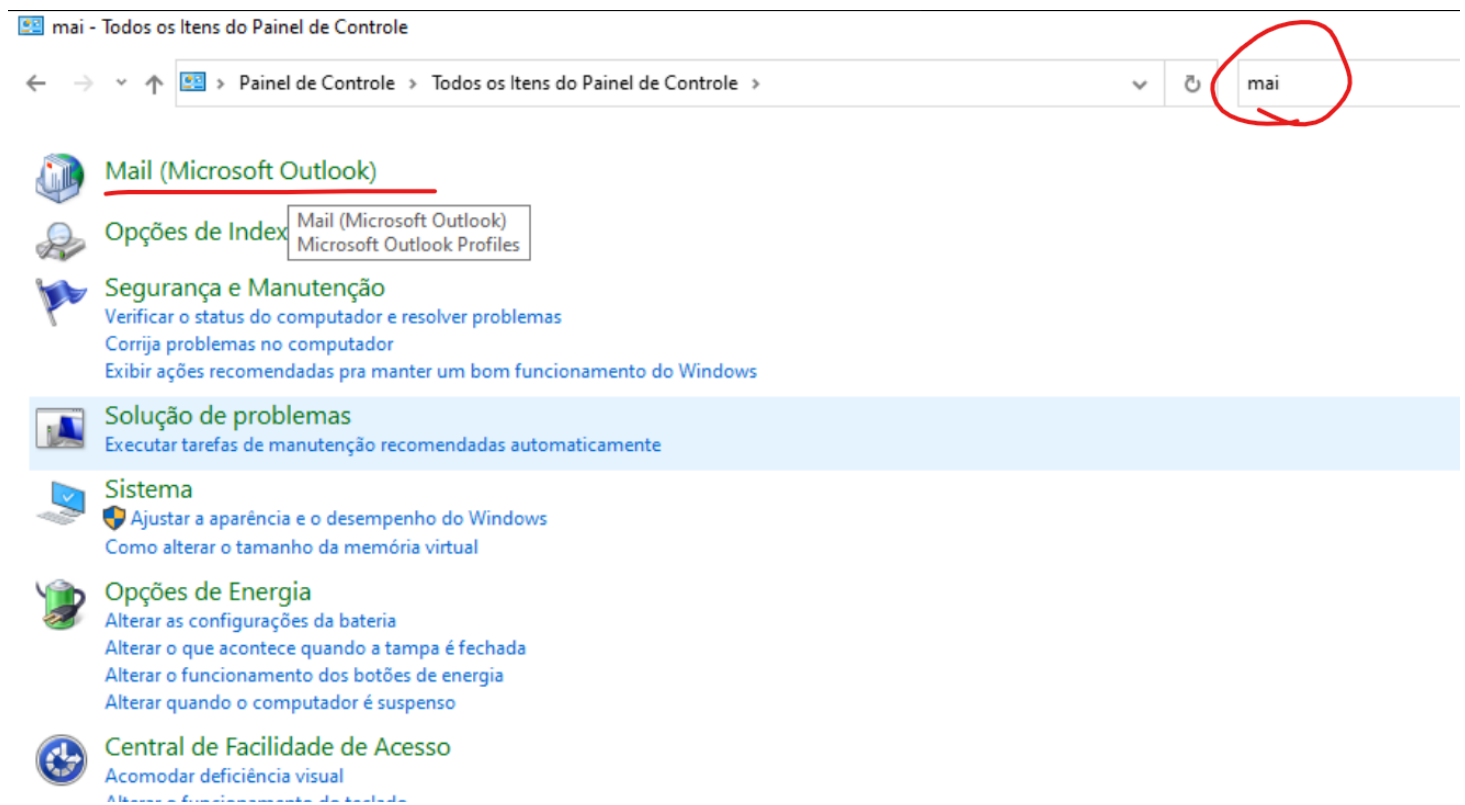 mai - Todos os Itens do Painel de Controle
Painel de Controle > Todos os Itens do Painel de Controle >
mai
Mail (Microsoft Outlook)
Opções de Index
Mail (Microsoft Outlook)
Microsoft Outlook Profiles
Segurança e Manutenção
Verificar o status do computador e resolver problemas
Corrija problemas no computador
Exibir ações recomendadas pra manter um bom funcionamento do Windows
Solução de problemas
Executar tarefas de manutenção recomendadas automaticamente
Sistema
Ajustar a aparência e o desempenho do Windows
Como alterar o tamanho da memória virtual
Opções de Energia
Alterar as configurações da bateria
Alterar o que acontece quando a tampa é fechada
Alterar o funcionamento dos botões de energia
Alterar quando o computador é suspenso
Central de Facilidade de Acesso
Acomodar deficiência visual
Alterar o funcionamento do teclado